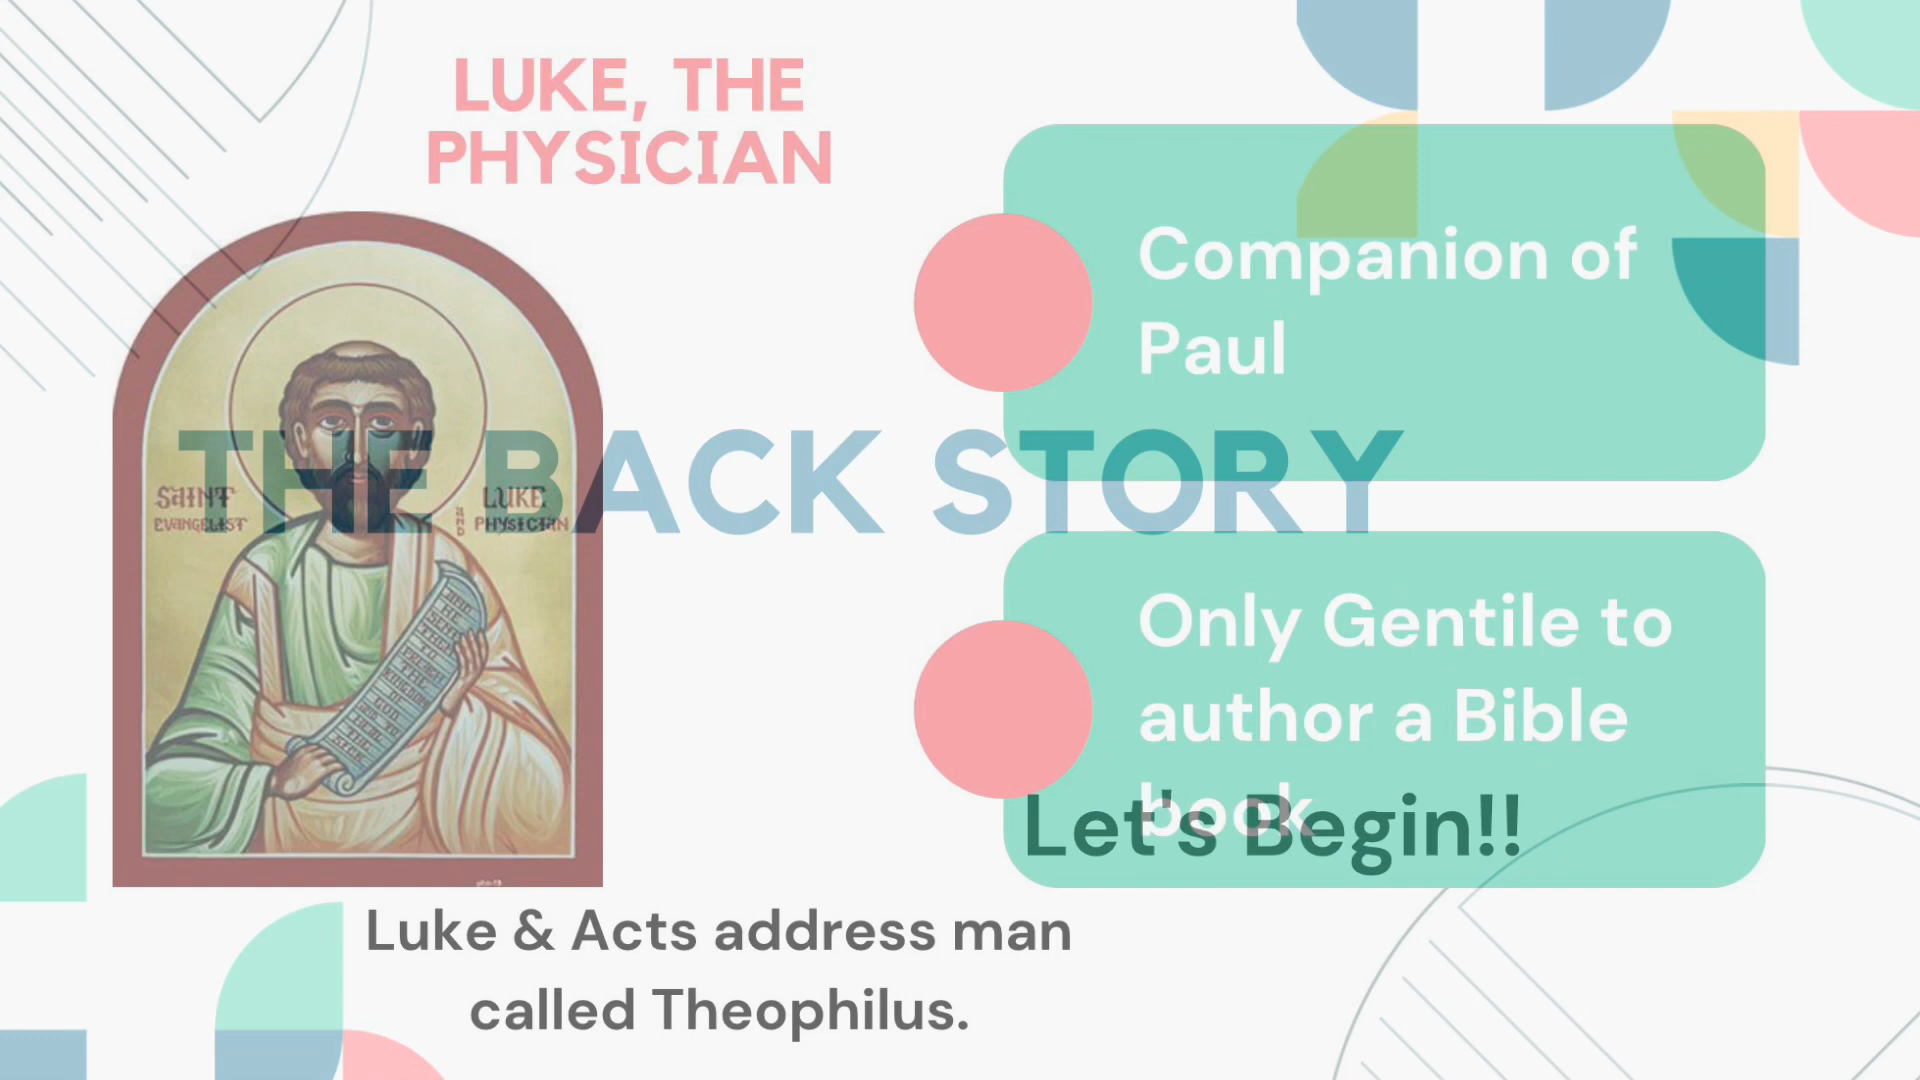 LUKE, THE
PHYSICIAN
Companion of
Paul
THE BACK STORY
SAINT
EVANGELIST
LUKE
AND
PHYSICIAN
Only Gentile to
author a Bible
book
Let's Begin!!
Luke & Acts address man
called Theophilus.